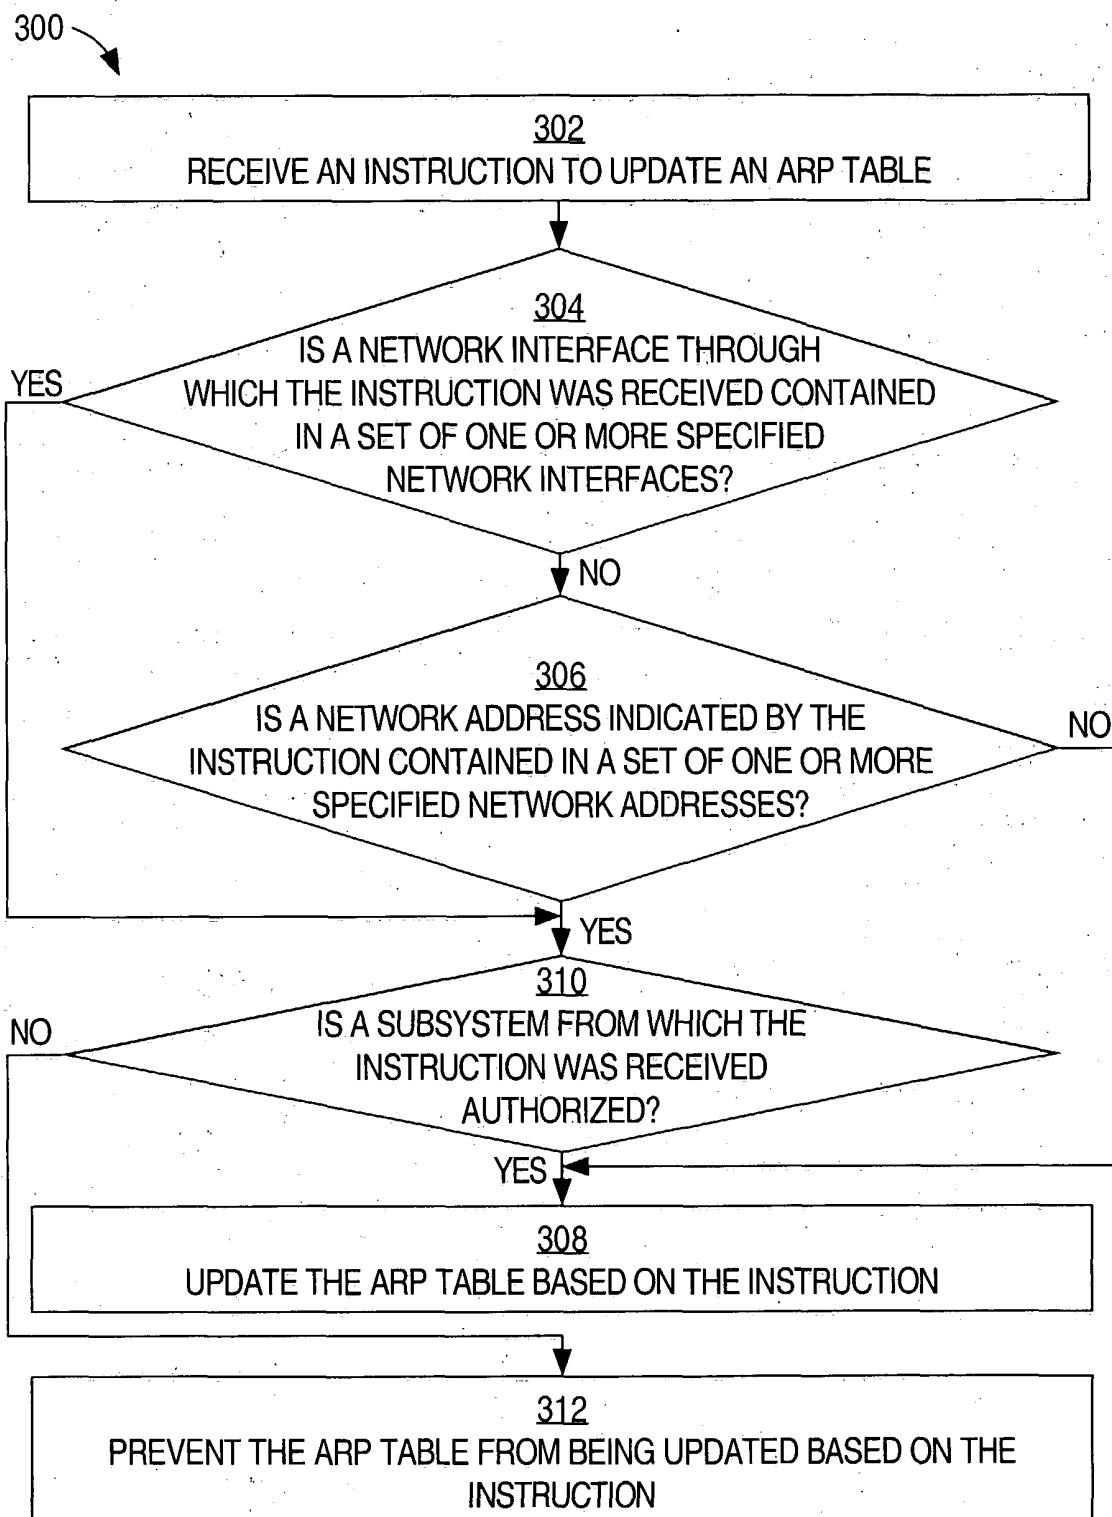 300
302
RECEIVE AN INSTRUCTION TO UPDATE AN ARP TABLE
304
IS A NETWORK INTERFACE THROUGH
WHICH THE INSTRUCTION WAS RECEIVED CONTAINED
IN A SET OF ONE OR MORE SPECIFIED
NETWORK INTERFACES?
YES
NO
306
IS A NETWORK ADDRESS INDICATED BY THE
INSTRUCTION CONTAINED IN A SET OF ONE OR MORE
SPECIFIED NETWORK ADDRESSES?
NO
YES
310
IS A SUBSYSTEM FROM WHICH THE
INSTRUCTION WAS RECEIVED
AUTHORIZED?
NO
YES
308
UPDATE THE ARP TABLE BASED ON THE INSTRUCTION
312
PREVENT THE ARP TABLE FROM BEING UPDATED BASED ON THE
INSTRUCTION